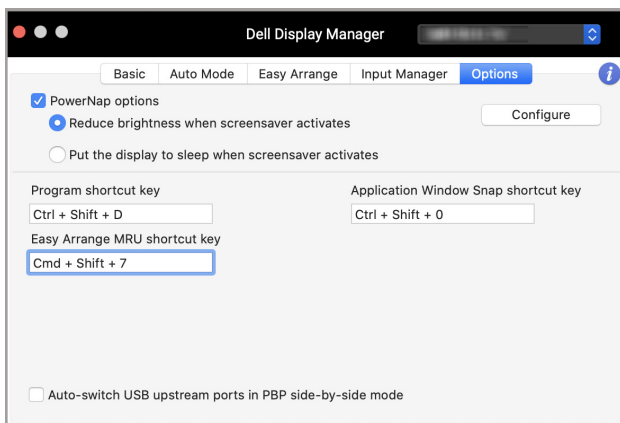 Dell Display Manager
Basic Auto Mode Easy Arrange Input Manager Options i
PowerNap options
Configure
Reduce brightness when screensaver activates
Put the display to sleep when screensaver activates
Program shortcut key
Application Window Snap shortcut key
Ctrl + Shift + D
Ctrl + Shift + 0
Easy Arrange MRU shortcut key
Cmd + Shift + 7
Auto-switch USB upstream ports in PBP side-by-side mode